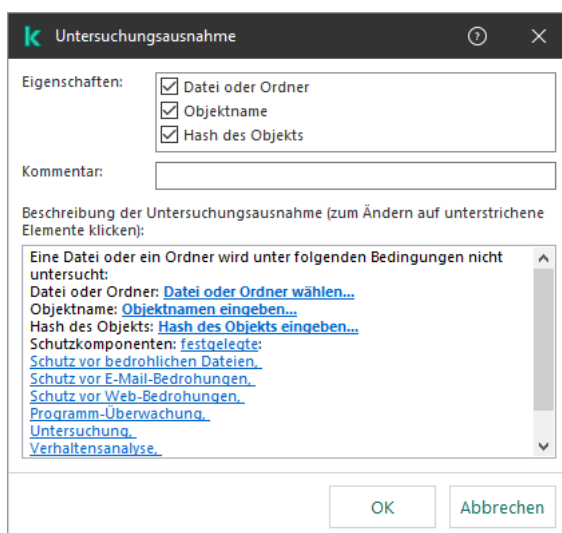 Untersuchungsausnahme
Eigenschaften:
Datei oder Ordner
Objektname
Hash des Objekts
Kommentar:
Beschreibung der Untersuchungsausnahme (zum Ändern auf unterstrichene
Elemente klicken):
Eine Datei oder ein Ordner wird unter folgenden Bedingungen nicht
untersucht:
Datei oder Ordner: Datei oder Ordner wählen...
Objektname: Objektnamen eingeben...
Hash des Objekts: Hash des Objekts eingeben...
Schutzkomponenten: festgelegte:
Schutz vor bedrohlichen Dateien,
Schutz vor E-Mail-Bedrohungen,
Schutz vor Web-Bedrohungen,
Programm-Überwachung,
Untersuchung,
Verhaltensanalyse,
OK
Abbrechen